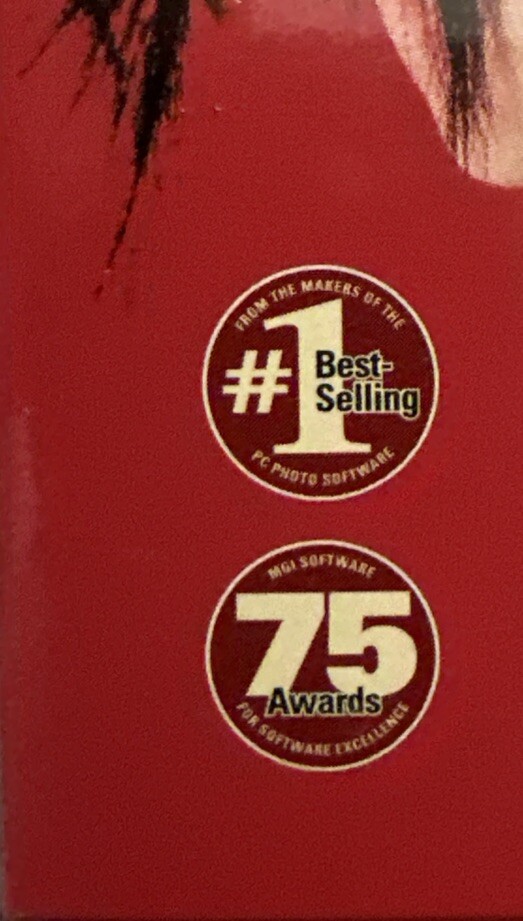 FROM THE MAKERS OF THE
#1 Best-
Selling
PC PHOTO SOFTWARE
MGI SOFTWARE
75
Awards
FOR SOFTWARE EXCELLENCE